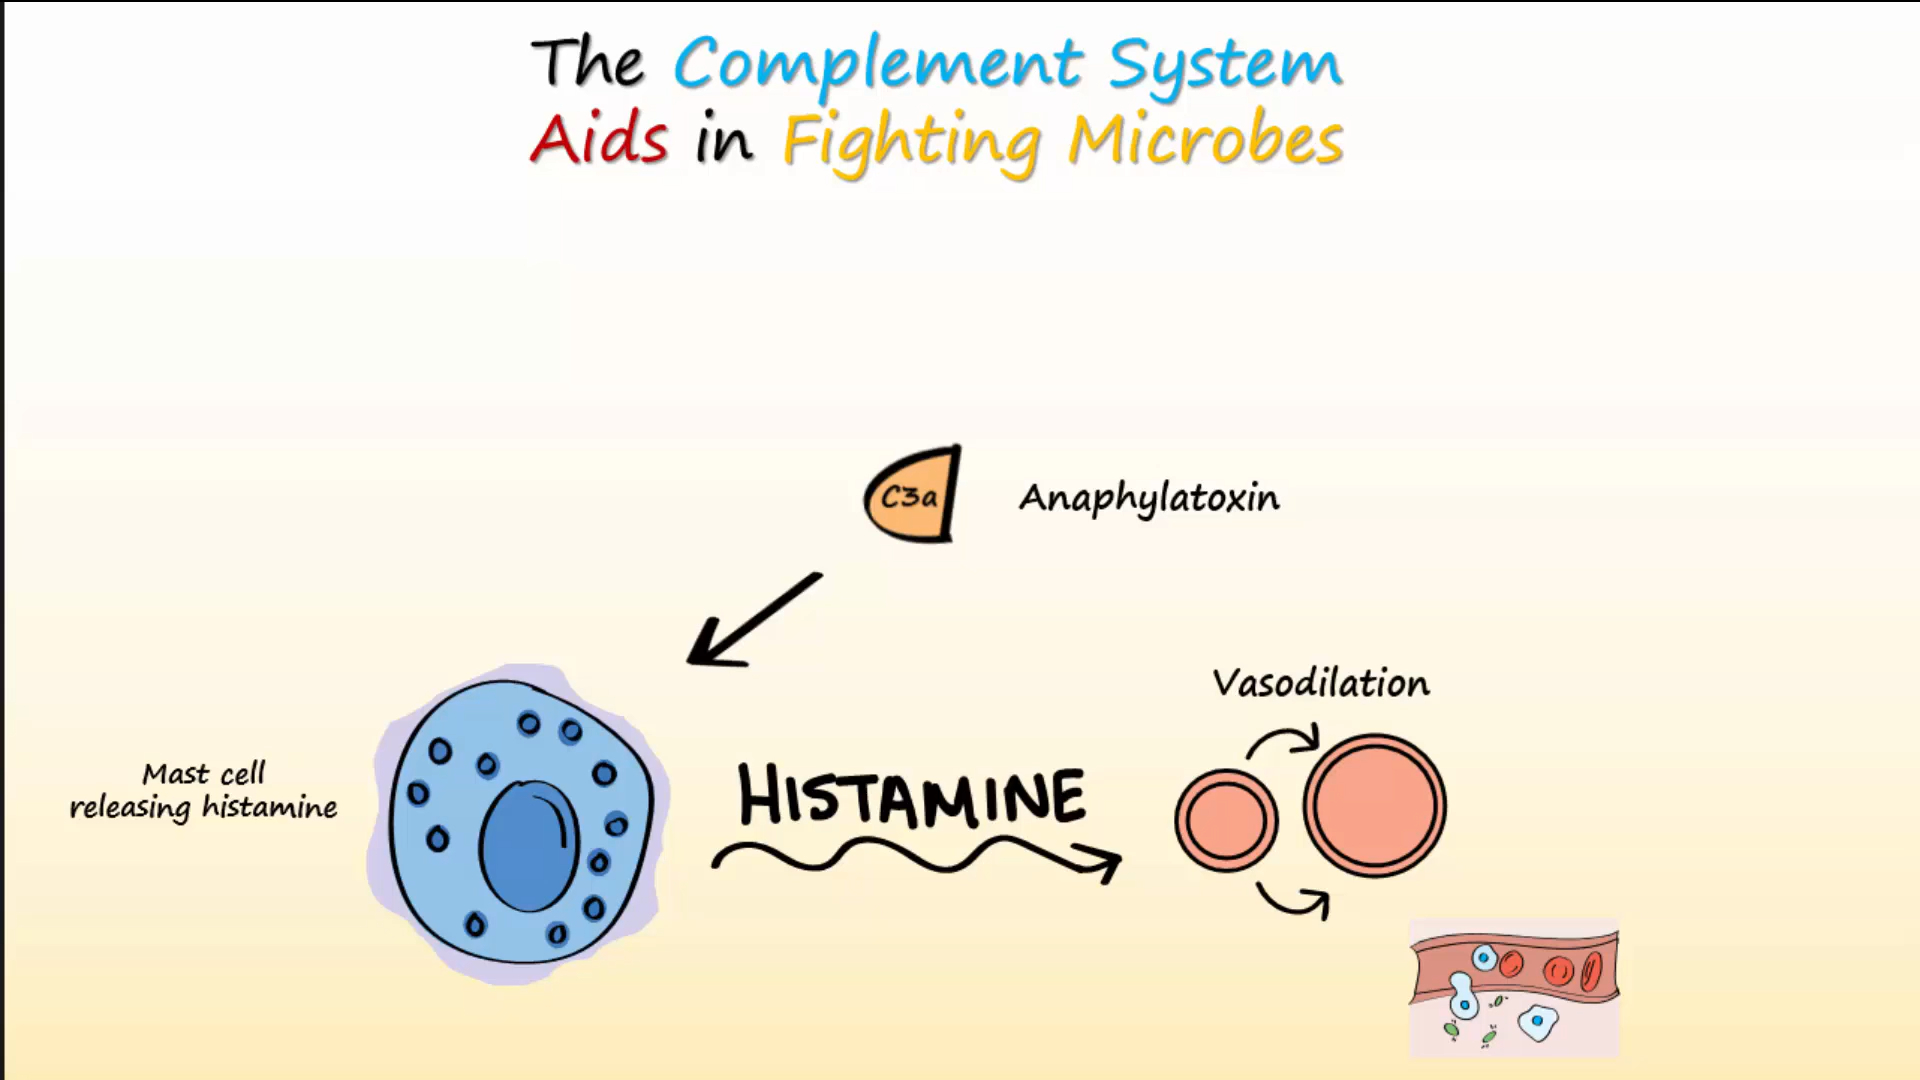 The Complement System
Aids in Fighting Microbes
C3a
Anaphylatoxin
Vasodilation
Mast cell
releasing histamine
HISTAMINE